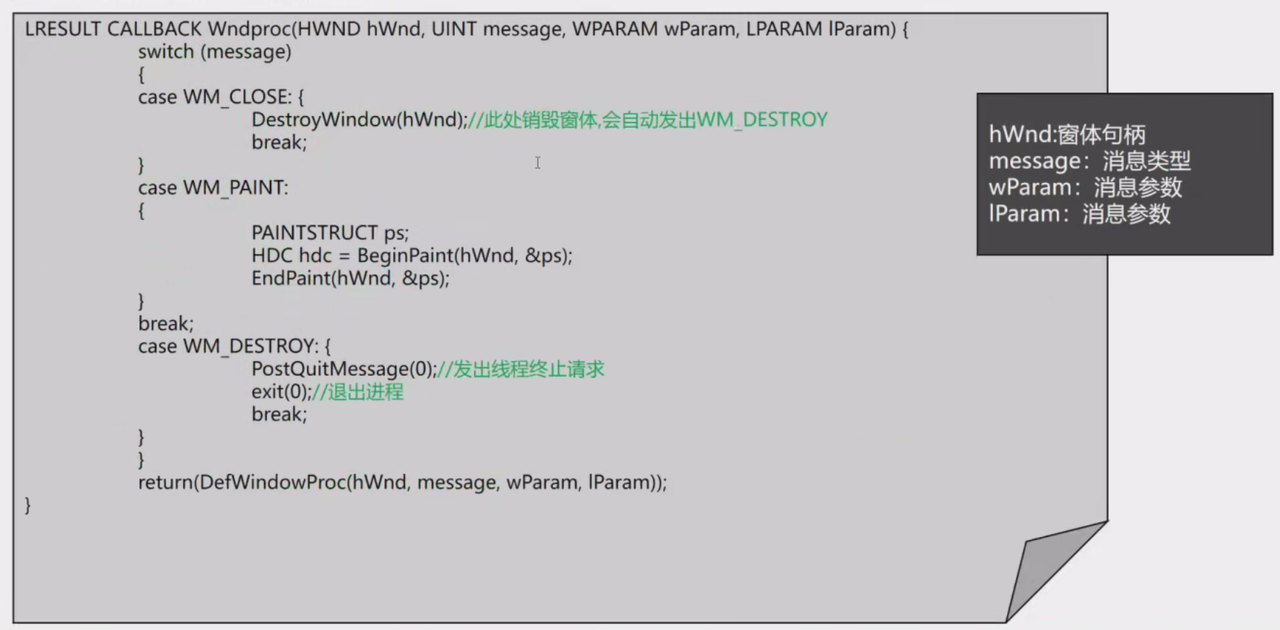 LRESULT CALLBACK Wndproc(HWND hWnd, UINT message, WPARAM wParam, LPARAM lParam) {
switch (message)
{
case WM_CLOSE: {
DestroyWindow(hWnd);//此处销毁窗体,会自动发出WM_DESTROY
break;
}
case WM_PAINT:
{
PAINTSTRUCT ps;
HDC hdc = BeginPaint(hWnd, &ps);
EndPaint(hWnd, &ps);
}
break;
case WM_DESTROY: {
PostQuitMessage(0);//发出线程终止请求
exit(0);//退出进程
break;
}
}
return(DefWindowProc(hWnd, message, wParam, lParam));
}
hWnd:窗体句柄
message：消息类型
wParam：消息参数
lParam：消息参数